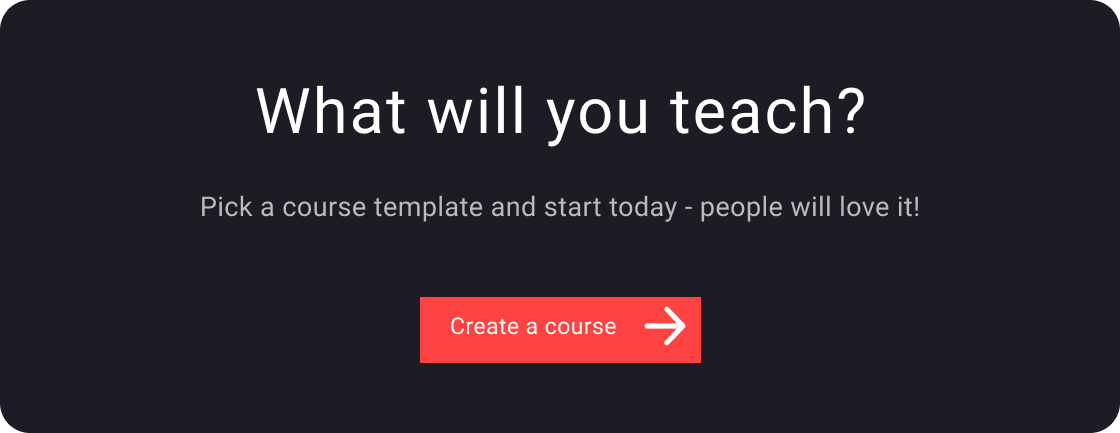 What will you teach?
Pick a course template and start today - people will love it!
Create a course